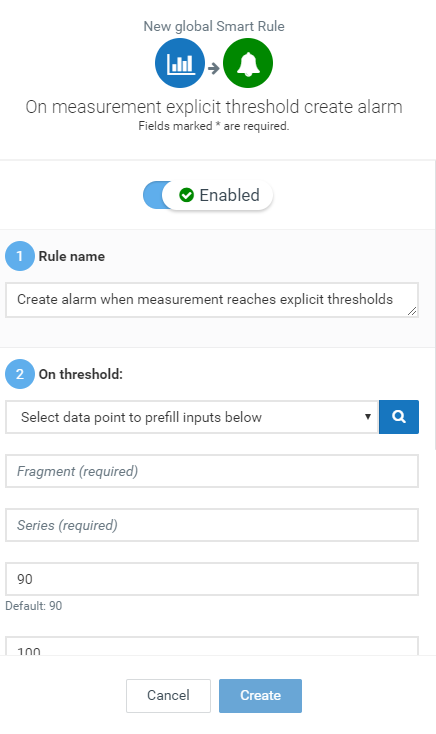 New global Smart Rule
On measurement explicit threshold create alarm
Fields marked * are required.
Enabled
1 Rule name
Create alarm when measurement reaches explicit thresholds
2 On threshold:
Select data point to prefill inputs below
Fragment (required)
Series (required)
90
Default: 90
100
Cancel Create